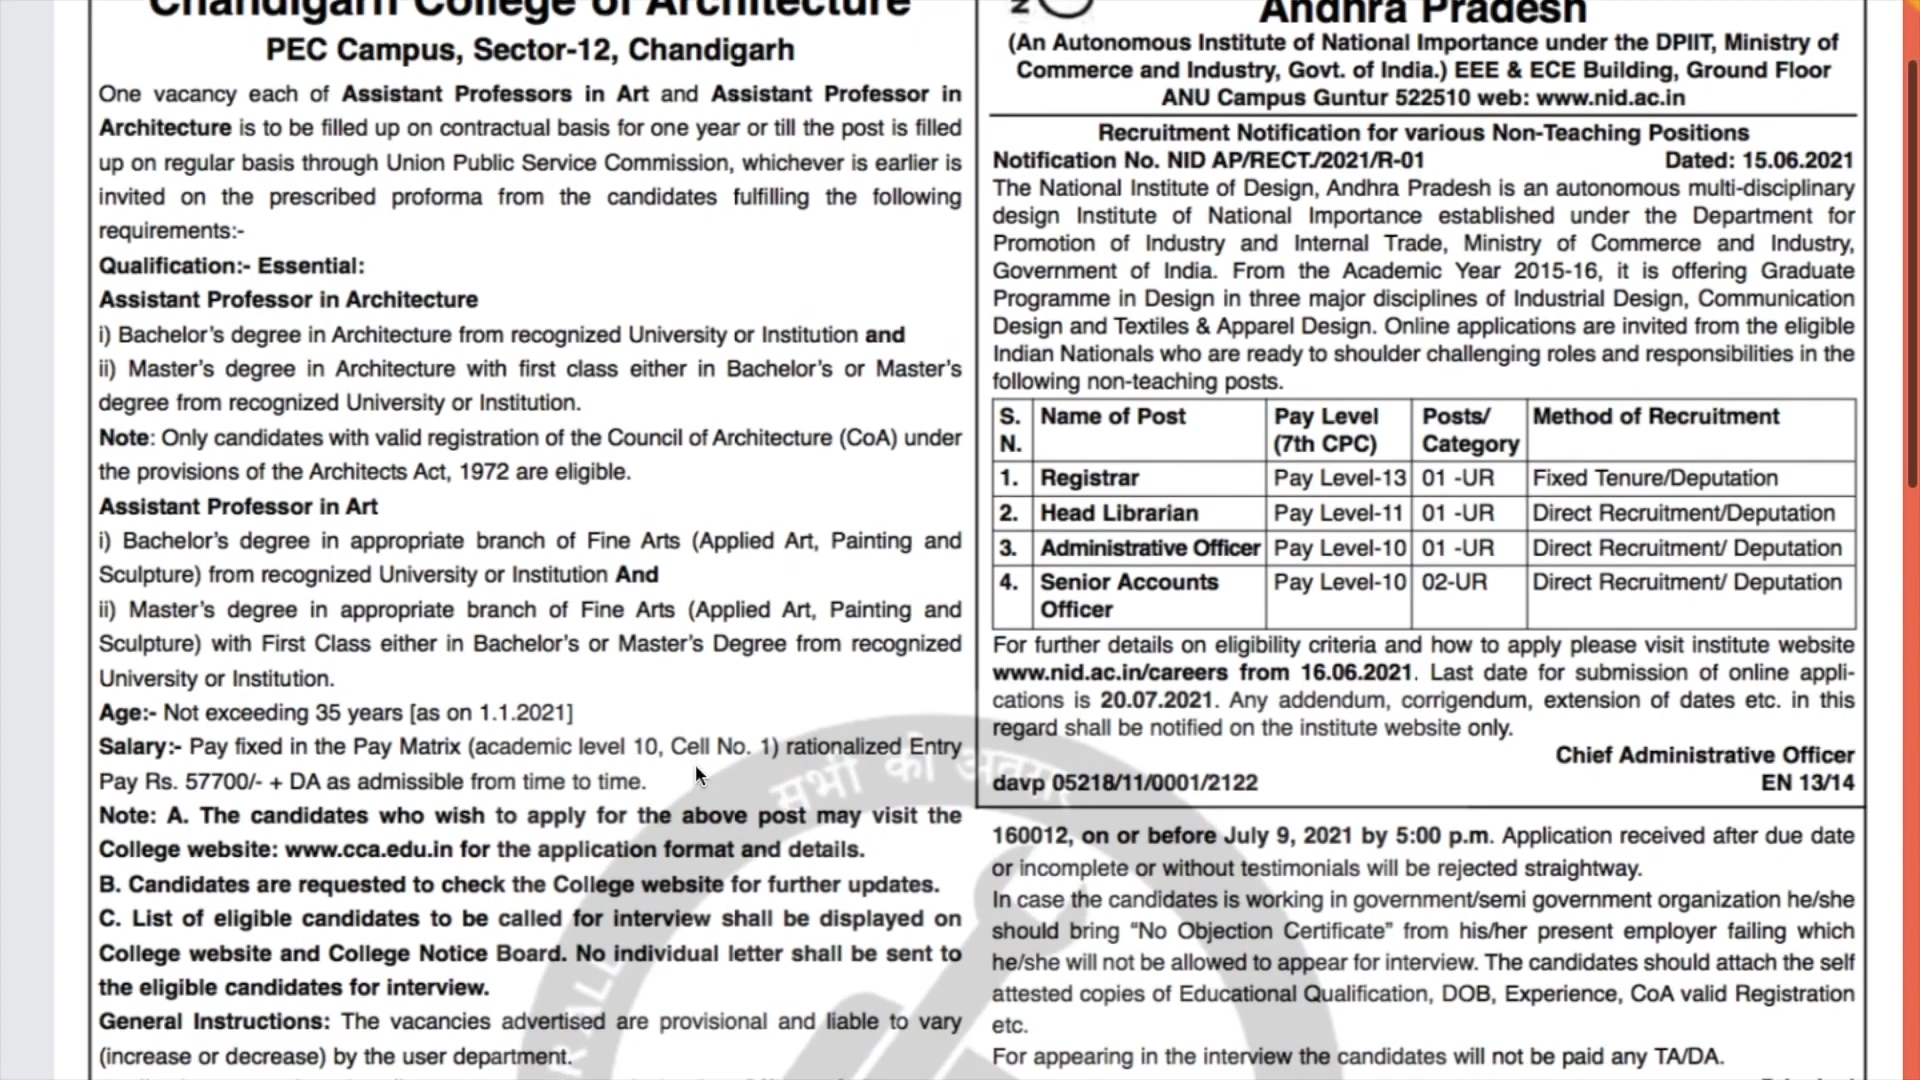 Chandigarh College of Architecture
PEC Campus, Sector-12, Chandigarh
One vacancy each of Assistant Professors in Art and Assistant Professor in
Architecture is to be filled up on contractual basis for one year or till the post is filled
up on regular basis through Union Public Service Commission, whichever is earlier is
invited on the prescribed proforma from the candidates fulfilling the following
requirements:-
Qualification:- Essential:
Assistant Professor in Architecture
i) Bachelor's degree in Architecture from recognized University or Institution and
ii) Master's degree in Architecture with first class either in Bachelor's or Master's
degree from recognized University or Institution.
Note: Only candidates with valid registration of the Council of Architecture (CoA) under
the provisions of the Architects Act, 1972 are eligible.
Assistant Professor in Art
i) Bachelor's degree in appropriate branch of Fine Arts (Applied Art, Painting and
Sculpture) from recognized University or Institution And
ii) Master's degree in appropriate branch of Fine Arts (Applied Art, Painting and
Sculpture) with First Class either in Bachelor's or Master's Degree from recognized
University or Institution.
Age:- Not exceeding 35 years [as on 1.1.2021]
Salary:- Pay fixed in the Pay Matrix (academic level 10, Cell No. 1) rationalized Entry
Pay Rs. 57700/- + DA as admissible from time to time.
Note: A. The candidates who wish to apply for the above post may visit the
College website: www.cca.edu.in for the application format and details.
B. Candidates are requested to check the College website for further updates.
C. List of eligible candidates to be called for interview shall be displayed on
College website and College Notice Board. No individual letter shall be sent to
the eligible candidates for interview.
General Instructions: The vacancies advertised are provisional and liable to vary
(increase or decrease) by the user department.
Andhra Pradesh
(An Autonomous Institute of National Importance under the DPIIT, Ministry of
Commerce and Industry, Govt. of India.) EEE & ECE Building, Ground Floor
ANU Campus Guntur 522510 web: www.nid.ac.in
Recruitment Notification for various Non-Teaching Positions
Notification No. NID AP/RECT./2021/R-01 Dated: 15.06.2021
The National Institute of Design, Andhra Pradesh is an autonomous multi-disciplinary
design Institute of National Importance established under the Department for
Promotion of Industry and Internal Trade, Ministry of Commerce and Industry,
Government of India. From the Academic Year 2015-16, it is offering Graduate
Programme in Design in three major disciplines of Industrial Design, Communication
Design and Textiles & Apparel Design. Online applications are invited from the eligible
Indian Nationals who are ready to shoulder challenging roles and responsibilities in the
following non-teaching posts.
S. N. Name of Post Pay Level (7th CPC) Posts/ Category Method of Recruitment
1. Registrar Pay Level-13 01 -UR Fixed Tenure/Deputation
2. Head Librarian Pay Level-11 01 -UR Direct Recruitment/Deputation
3. Administrative Officer Pay Level-10 01 -UR Direct Recruitment/ Deputation
4. Senior Accounts Officer Pay Level-10 02-UR Direct Recruitment/ Deputation
For further details on eligibility criteria and how to apply please visit institute website
www.nid.ac.in/careers from 16.06.2021. Last date for submission of online appli-
cations is 20.07.2021. Any addendum, corrigendum, extension of dates etc. in this
regard shall be notified on the institute website only.
Chief Administrative Officer
davp 05218/11/0001/2122 EN 13/14
160012, on or before July 9, 2021 by 5:00 p.m. Application received after due date
or incomplete or without testimonials will be rejected straightway.
In case the candidates is working in government/semi government organization he/she
should bring "No Objection Certificate" from his/her present employer failing which
he/she will not be allowed to appear for interview. The candidates should attach the self
attested copies of Educational Qualification, DOB, Experience, CoA valid Registration
etc.
For appearing in the interview the candidates will not be paid any TA/DA.
सभी को अवसर